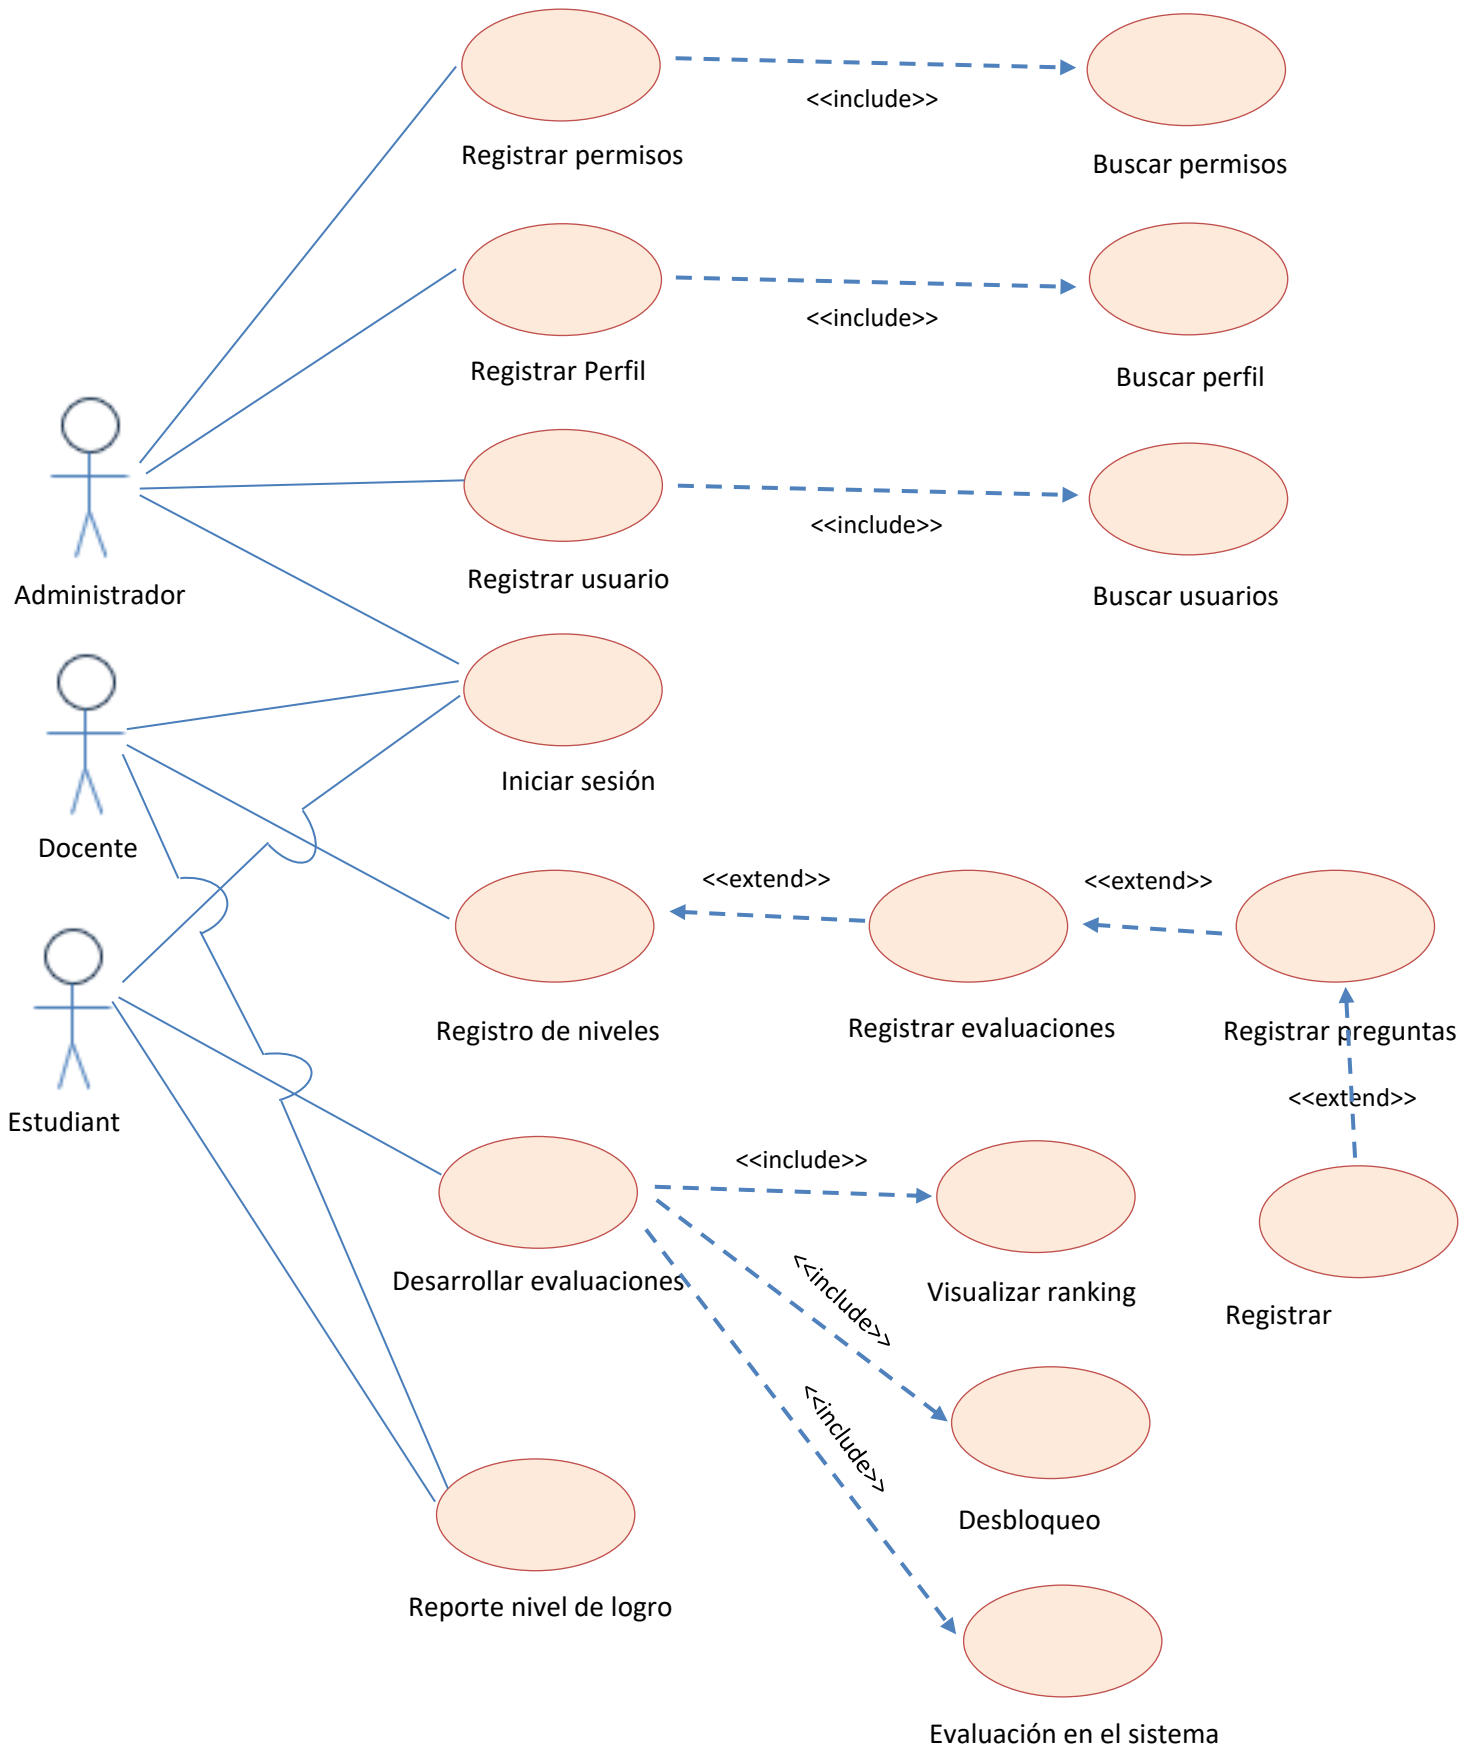 <<include>>
Registrar permisos
Buscar permisos
<<include>>
Registrar Perfil
Buscar perfil
<<include>>
Registrar usuario
Buscar usuarios
Administrador
Iniciar sesión
Docente
<<extend>>
<<extend>>
Registro de niveles
Registrar evaluaciones
Registrar preguntas
<<extend>>
Estudiant
<<include>>
Desarrollar evaluaciones
<<include>>
Visualizar ranking
Registrar
<<include>>
Desbloqueo
Reporte nivel de logro
Evaluación en el sistema